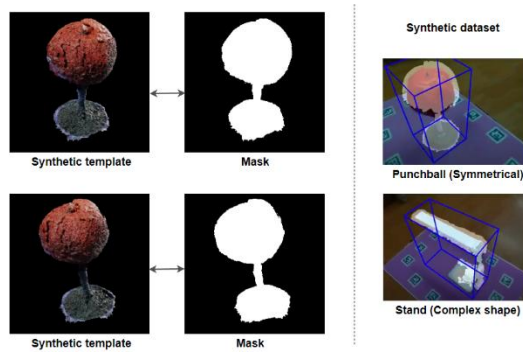 Synthetic template
Mask
Synthetic template
Mask
Synthetic dataset
Punchball (Symmetrical)
Stand (Complex shape)